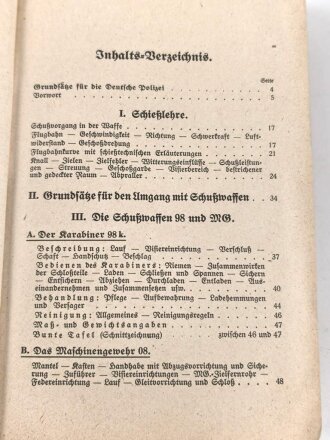 Inhalts-Verzeichnis.
Seite
Grundsätze für die Deutsche Polizei 4
Vorwort 5
I. Schießlehre.
Schußvorgang in der Waffe 17
Flugbahn — Geschwindigkeit — Richtung — Schwerkraft — Luft-
widerstand — Geschoßdrehung 17
Flugbahnkurve mit schießtechnischen Erläuterungen 21
Knall — Zielen — Zielfehler — Witterungseinflüsse — Schußleistun-
gen — Streuung — Geschoßgarbe — Visierbereich — bestrichener
und gedeckter Raum — Abpraller 24
II. Grundsätze für den Umgang mit Schußwaffen 34
III. Die Schußwaffen 98 und MG.
A. Der Karabiner 98 k.
Beschreibung: Lauf — Visiereinrichtung — Verschluß —
Schaft — Handschutz — Beschlag 37
Bedienen des Karabiners: Riemen — Zusammenwirken
der Schloßteile — Laden — Schließen und Spannen — Sichern
— Entsichern — Abziehen — Durchladen — Entladen — Aus-
einandernehmen und Zusammensetzen usw. 40
Behandlung: Pflege — Aufbewahrung — Ladehemmungen
und Versager 44
Reinigung: Allgemeines — Reinigungsregeln 46
Maß- und Gewichtsangaben 47
Bunte Tafel (Schnittzeichnung) zwischen 46 und 47
B. Das Maschinengewehr 08.
Mantel — Kasten — Handhabe mit Abzugsvorrichtung und Siche-
rung — Zuführer — Visiereinrichtungen — MG.-Zielfernrohr —
Federeinrichtung — Lauf — Gleitvorrichtung und Schloß 48